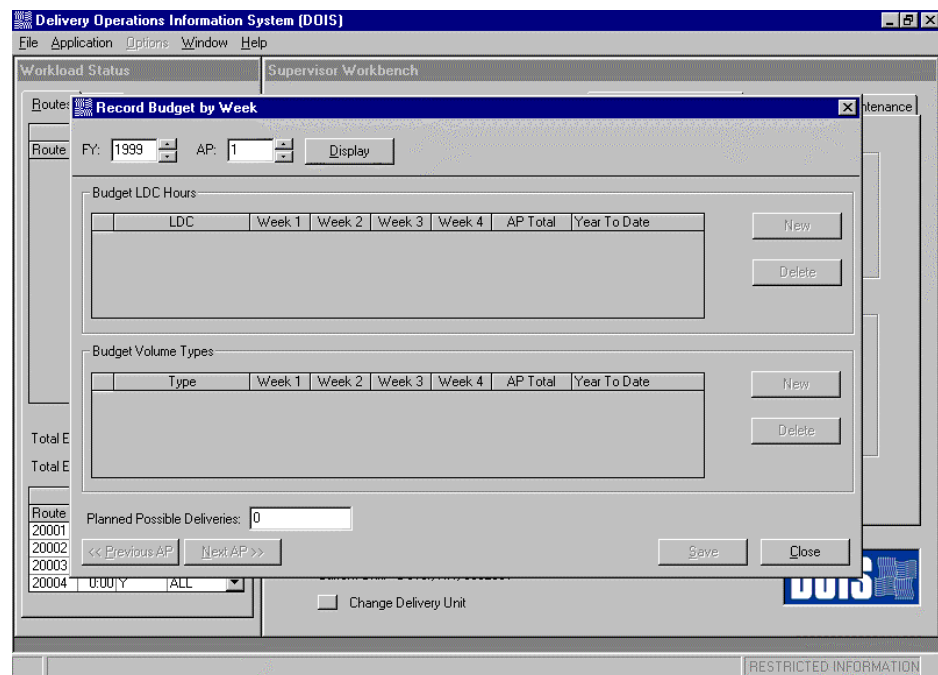 Delivery Operations Information System (DOIS)
File Application Options Window Help
Workload Status
Supervisor Workbench
Route
Record Budget by Week
ntenance
Route
FY: 1999 AP: 1 Display
Budget LDC Hours
LDC Week 1 Week 2 Week 3 Week 4 AP Total Year To Date
New
Delete
Budget Volume Types
Type Week 1 Week 2 Week 3 Week 4 AP Total Year To Date
New
Delete
Total E
Total E
Planned Possible Deliveries: 0
Route
20001
20002
20003
20004 0:00 Y ALL
<< Previous AP Next AP >> Save Close
DOIS
Change Delivery Unit
RESTRICTED INFORMATION